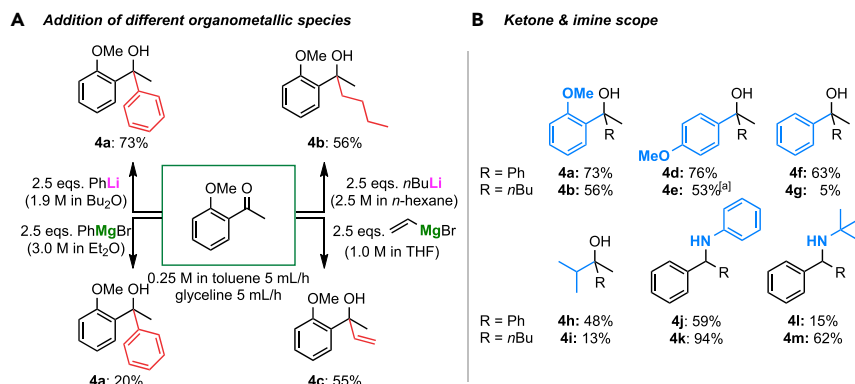 A Addition of different organometallic species
OMe OH
4a: 73%
OMe OH
4b: 56%
2.5 eqs. PhLi
(1.9 M in Bu2O)
2.5 eqs. PhMgBr
(3.0 M in Et2O)
OMe O
2.5 eqs. nBuLi
(2.5 M in n-hexane)
2.5 eqs. MgBr
(1.0 M in THF)
0.25 M in toluene 5 mL/h
glyceline 5 mL/h
OMe OH
4a: 20%
OMe OH
4c: 55%
B Ketone & imine scope
OMe OH
R
OH
MeO R
OH
R
R = Ph 4a: 73% 4d: 76% 4f: 63%
R = nBu 4b: 56% 4e: 53%[a] 4g: 5%
OH
R
HN
R
HN
R
R = Ph 4h: 48% 4j: 59% 4l: 15%
R = nBu 4i: 13% 4k: 94% 4m: 62%